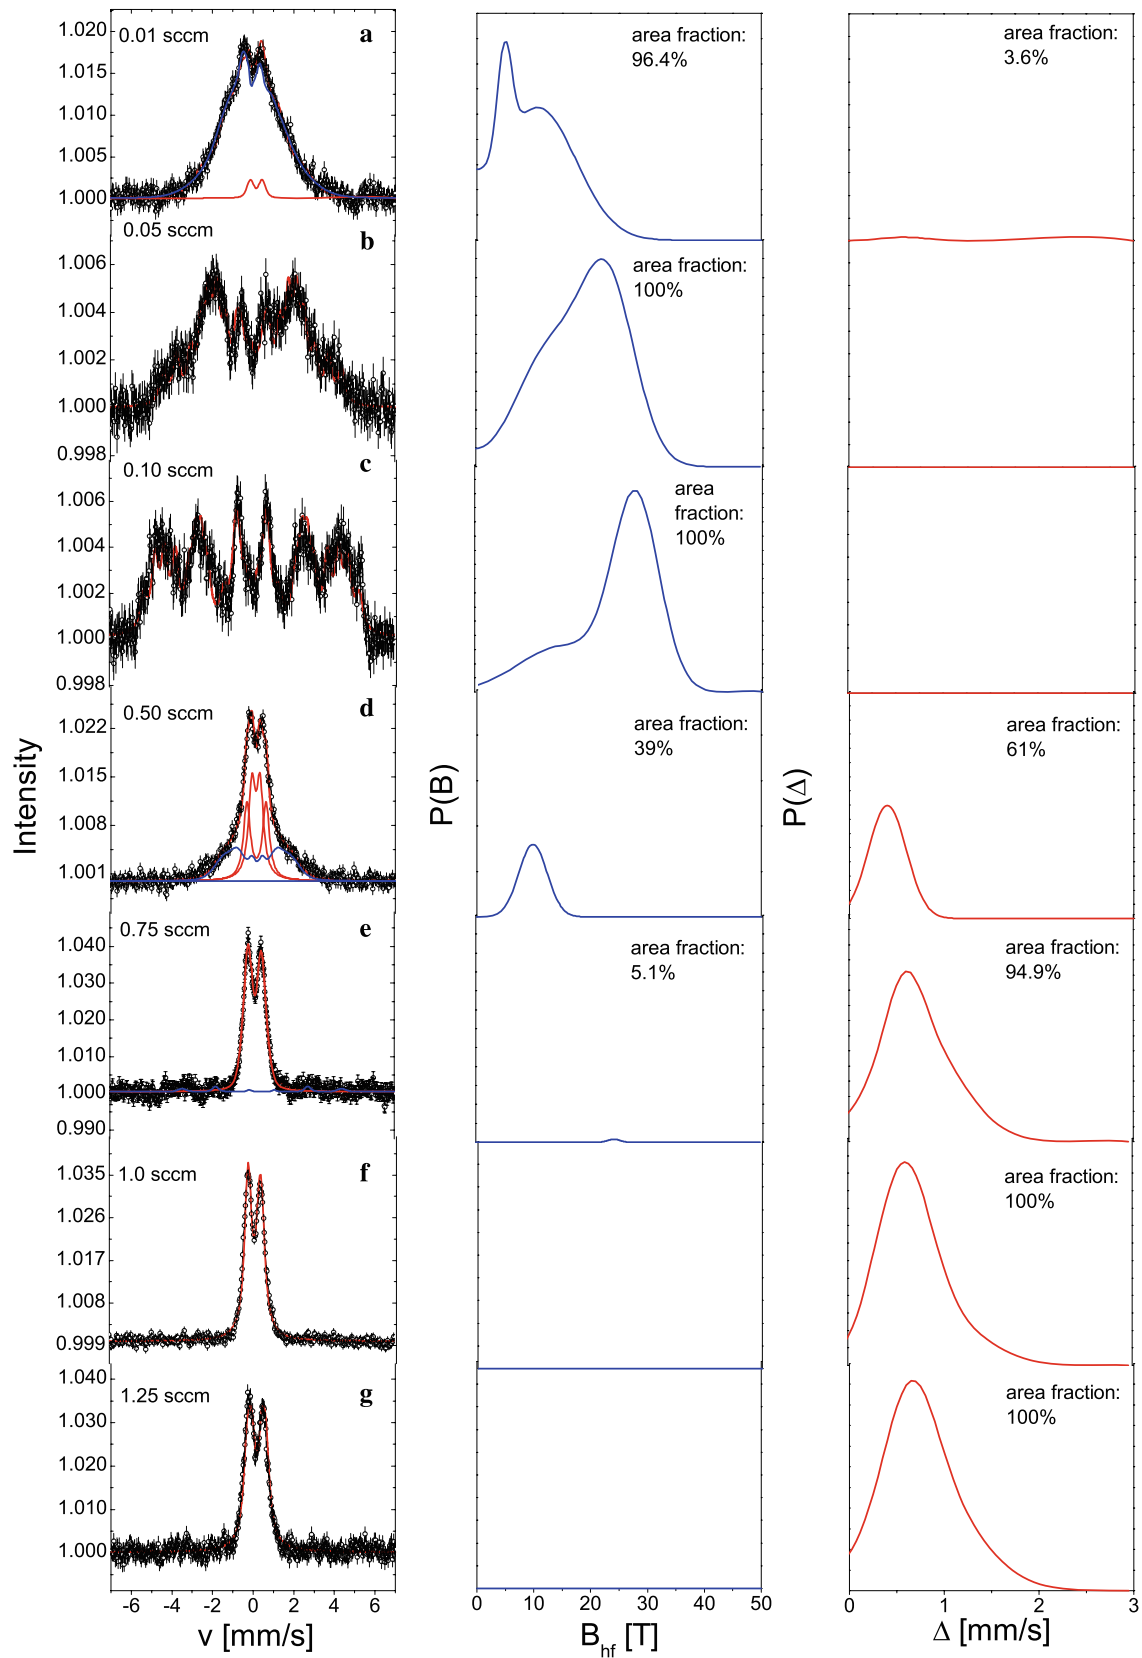 0.01 sccm
a
1.020
1.015
1.010
1.005
1.000
area fraction:
96.4%
area fraction:
3.6%
0.05 sccm
b
1.006
1.004
1.002
1.000
0.998
area fraction:
100%
0.10 sccm
c
1.006
1.004
1.002
1.000
0.998
area
fraction:
100%
0.50 sccm
d
1.022
1.015
1.008
1.001
area fraction:
39%
area fraction:
61%
0.75 sccm
e
1.040
1.030
1.020
1.010
1.000
0.990
area fraction:
5.1%
area fraction:
94.9%
1.0 sccm
f
1.035
1.026
1.017
1.008
0.999
area fraction:
100%
1.25 sccm
g
1.040
1.030
1.020
1.010
1.000
area fraction:
100%
Intensity
P(B)
P(Δ)
-6 -4 -2 0 2 4 6
v [mm/s]
0 10 20 30 40 50
Bhf [T]
0 1 2 3
Δ [mm/s]